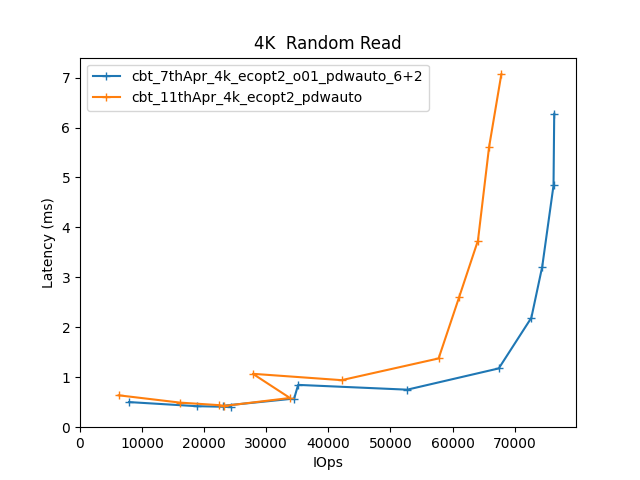 4K  Random Read
cbt_7thApr_4k_ecopt2_o01_pdwauto_6+2
cbt_11thApr_4k_ecopt2_pdwauto
Latency (ms)
7
6
5
4
3
2
1
0
0 10000 20000 30000 40000 50000 60000 70000
IOps